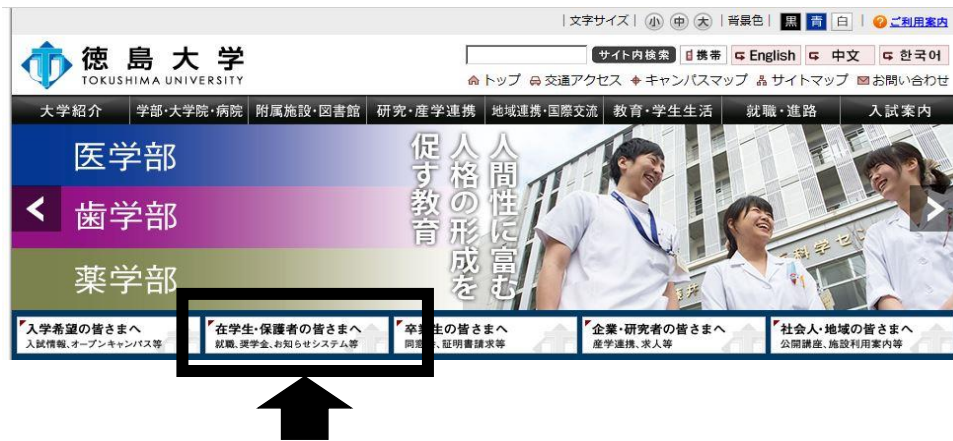 |文字サイズ| 小 中 大 |背景色| 黒 青 白 | ? ご利用案内
徳島大学
TOKUSHIMA UNIVERSITY
サイト内検索 携帯 English 中文 한국어
トップ 交通アクセス キャンパスマップ サイトマップ お問い合わせ
大学紹介 学部・大学院・病院 附属施設・図書館 研究・産学連携 地域連携・国際交流 教育・学生生活 就職・進路 入試案内
医学部
歯学部
薬学部
人間性に富む
人格の形成を
促す教育
科学セ
入学希望の皆さまへ
入試情報、オープンキャンパス等
在学生・保護者の皆さまへ
就職、奨学金、お知らせシステム等
卒 生の皆さまへ
同窓 、証明書請求等
企業・研究者の皆さまへ
産学連携、求人等
社会人・地域の皆さまへ
公開講座、施設利用案内等